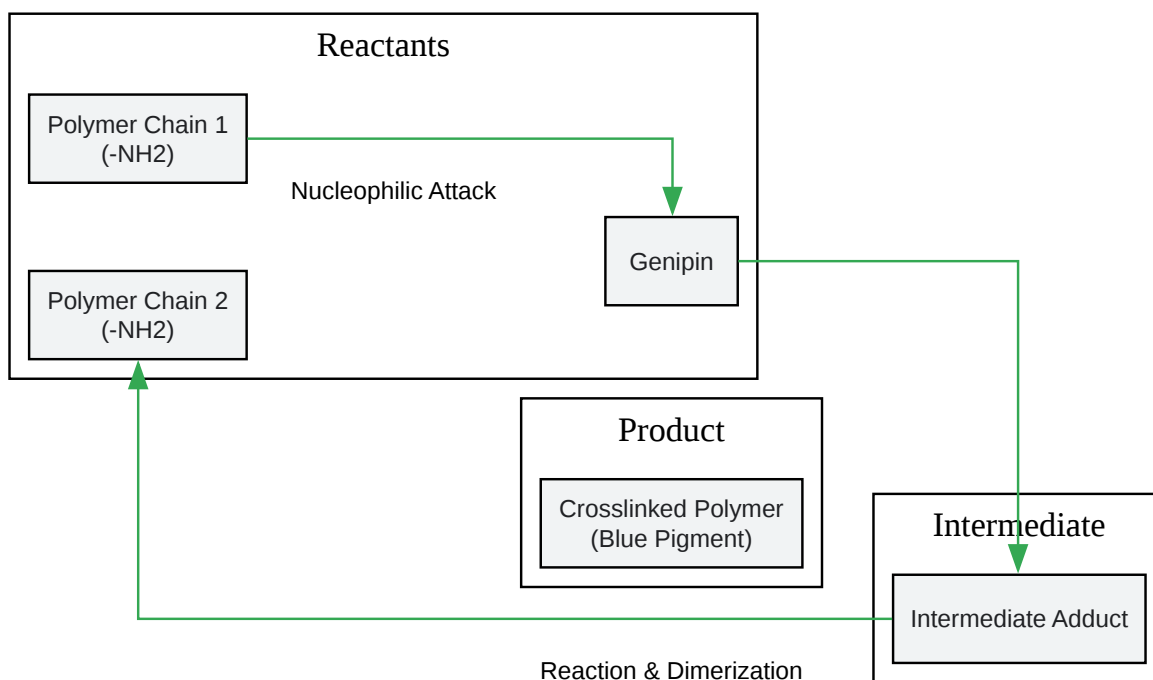 Reactants
Polymer Chain 1
(-NH2)
Nucleophilic Attack
Genipin
Polymer Chain 2
(-NH2)
Product
Crosslinked Polymer
(Blue Pigment)
Intermediate
Intermediate Adduct
Reaction & Dimerization